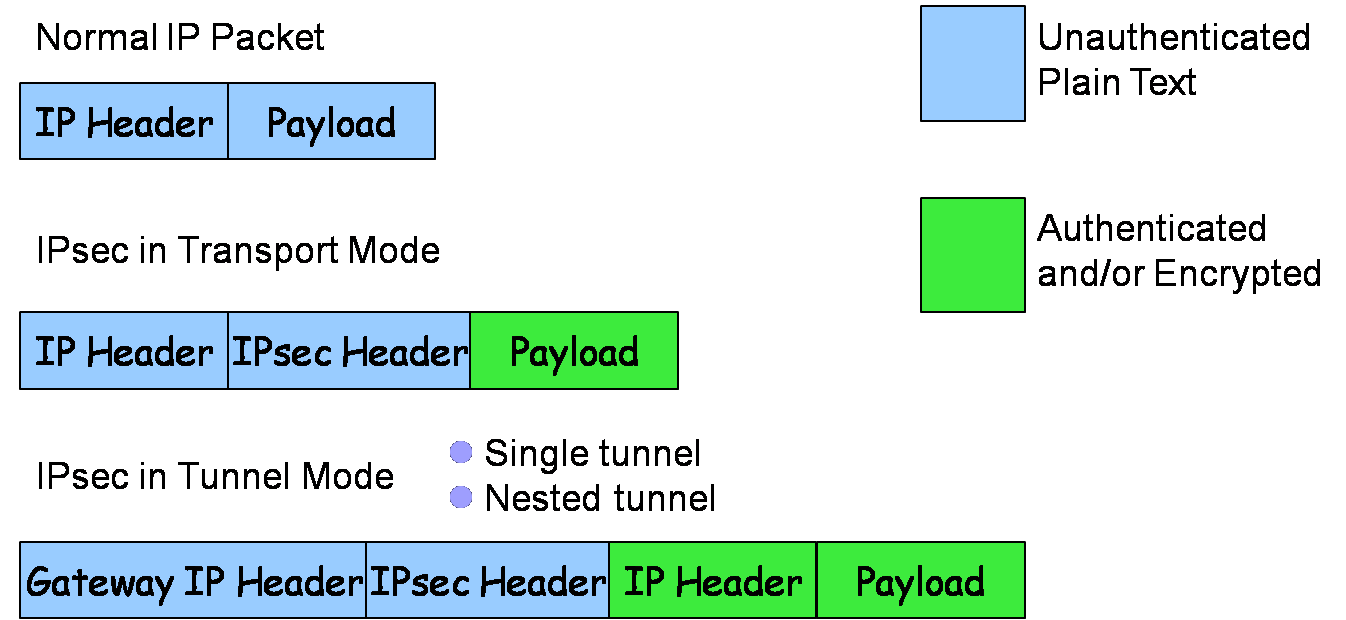 Normal IP Packet
IP Header Payload
Unauthenticated
Plain Text
IPsec in Transport Mode
IP Header IPsec Header Payload
Authenticated
and/or Encrypted
IPsec in Tunnel Mode
Single tunnel
Nested tunnel
Gateway IP Header IPsec Header IP Header Payload